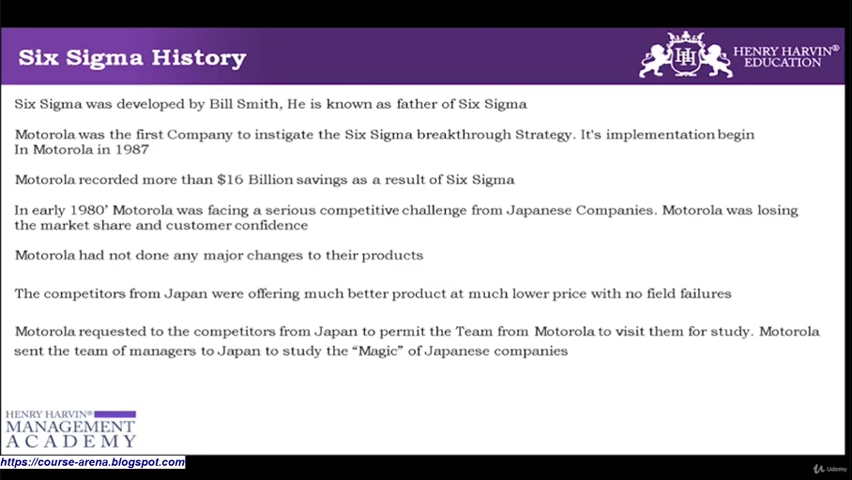 Six Sigma History
HENRY HARVIN®
EDUCATION
Six Sigma was developed by Bill Smith, He is known as father of Six Sigma
Motorola was the first Company to instigate the Six Sigma breakthrough Strategy. It's implementation begin
In Motorola in 1987
Motorola recorded more than $16 Billion savings as a result of Six Sigma
In early 1980' Motorola was facing a serious competitive challenge from Japanese Companies. Motorola was losing
the market share and customer confidence
Motorola had not done any major changes to their products
The competitors from Japan were offering much better product at much lower price with no field failures
Motorola requested to the competitors from Japan to permit the Team from Motorola to visit them for study. Motorola
sent the team of managers to Japan to study the “Magic” of Japanese companies
HENRY HARVIN®
MANAGEMENT
ACADEMY
https://course-arena.blogspot.com
Udemy